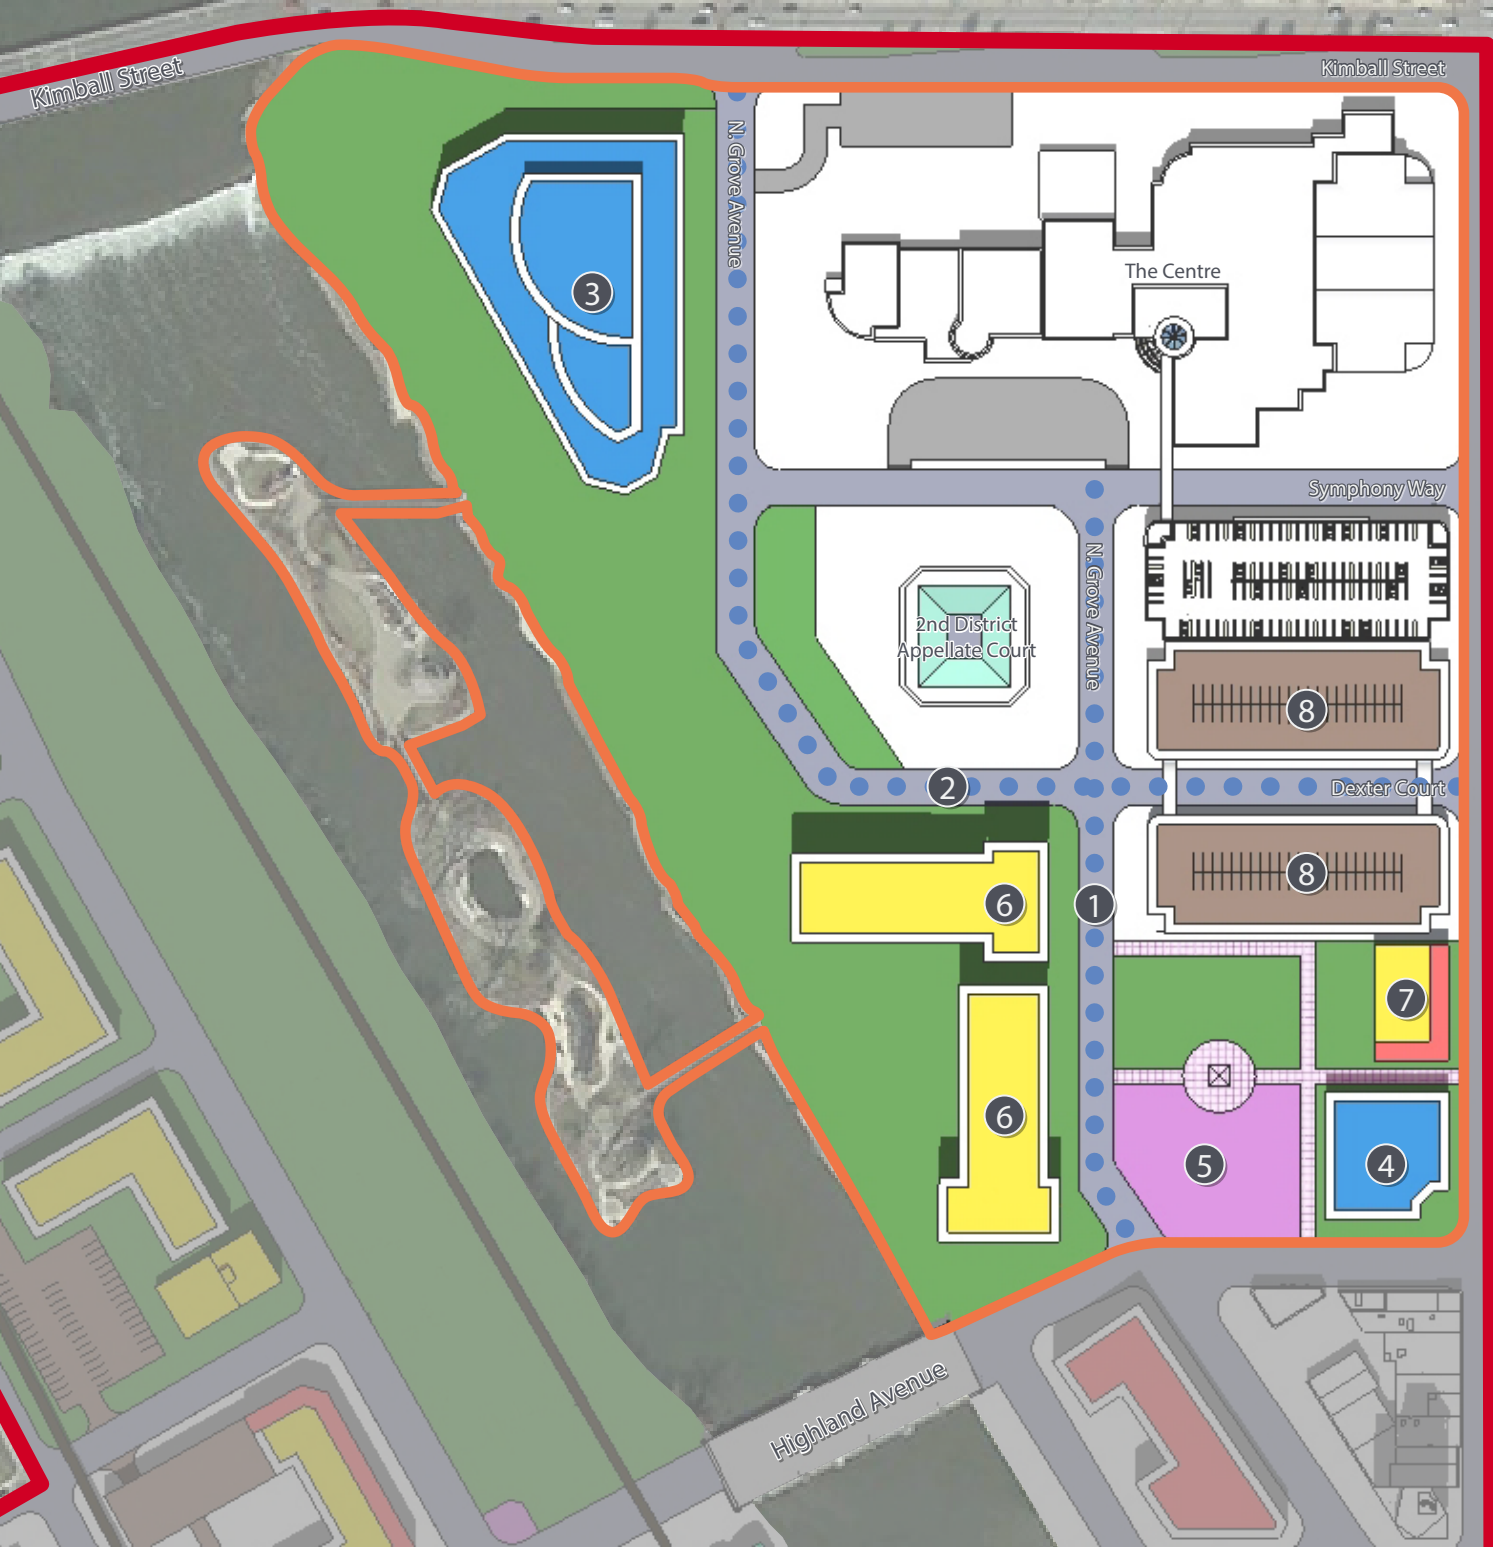 Kimball Street
Kimball Street
N. Grove Avenue
The Centre
3
Symphony Way
N. Grove Avenue
2nd District
Appellate Court
8
2
Dexter Court
8
6
1
7
6
5
4
Highland Avenue